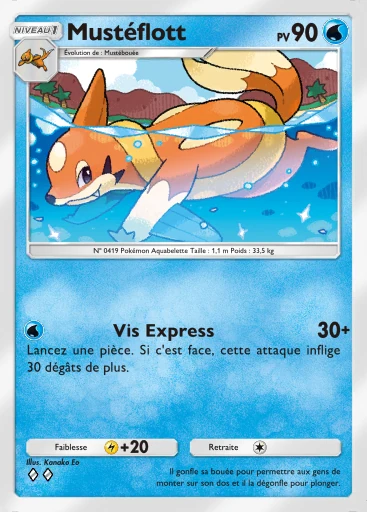 NIVEAU 1
Mustéflott
PV 90
Évolution de : Mustébouée
N° 0419 Pokémon Aquabelette Taille : 1,1 m Poids : 33,5 kg
Vis Express 30+
Lancez une pièce. Si c'est face, cette attaque inflige
30 dégâts de plus.
Faiblesse +20
Retraite
Illus. Kanako Eo
Il gonfle sa bouée pour permettre aux gens de
monter sur son dos et il la dégonfle pour plonger.